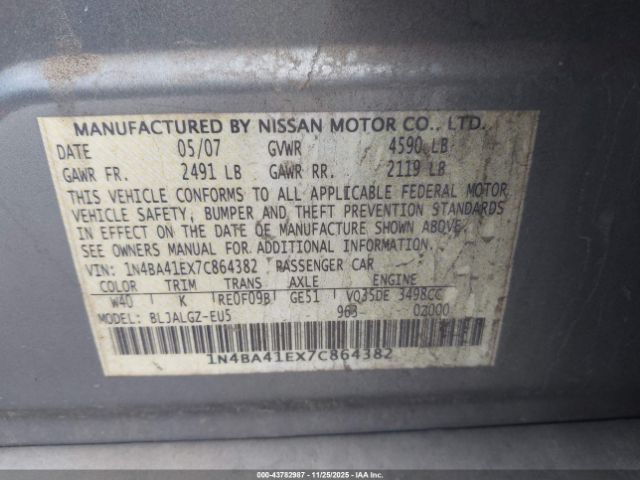 MANUFACTURED BY NISSAN MOTOR CO., LTD.
DATE 05/07 GVWR 4590 LB
GAWR FR. 2491 LB GAWR RR. 2119 LB
THIS VEHICLE CONFORMS TO ALL APPLICABLE FEDERAL MOTOR
VEHICLE SAFETY, BUMPER AND THEFT PREVENTION STANDARDS
IN EFFECT ON THE DATE OF MANUFACTURE SHOWN ABOVE.
SEE OWNERS MANUAL FOR ADDITIONAL INFORMATION.
VIN: 1N4BA41EX7C864382 PASSENGER CAR
COLOR TRIM TRANS AXLE ENGINE
W40 K RE0F09B GE51 VQ35DE 3498CC
MODEL: BLJALGZ-EU5 963- 0Z000
1N4BA41EX7C864382
00-43782987 - 11/25/2025 - IAA Inc.